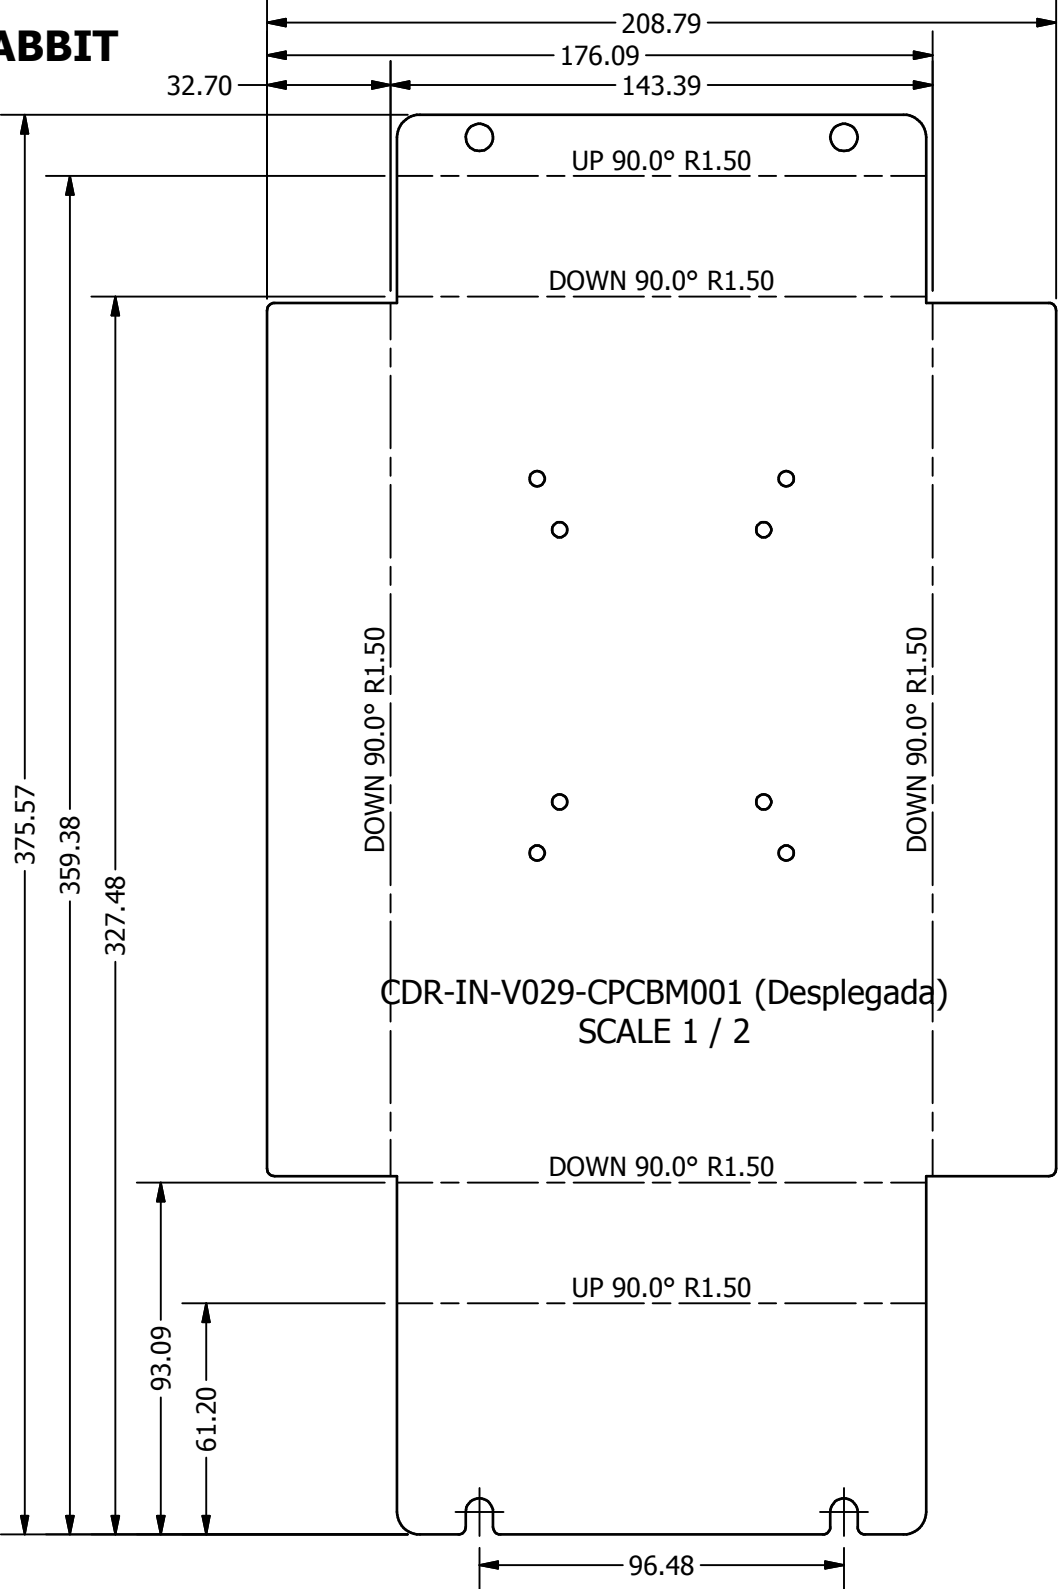 ABBIT
208.79
176.09
32.70
143.39
UP 90.0° R1.50
DOWN 90.0° R1.50
DOWN 90.0° R1.50
DOWN 90.0° R1.50
375.57
359.38
327.48
CDR-IN-V029-CPCBM001 (Desplegada)
SCALE 1 / 2
DOWN 90.0° R1.50
UP 90.0° R1.50
93.09
61.20
96.48